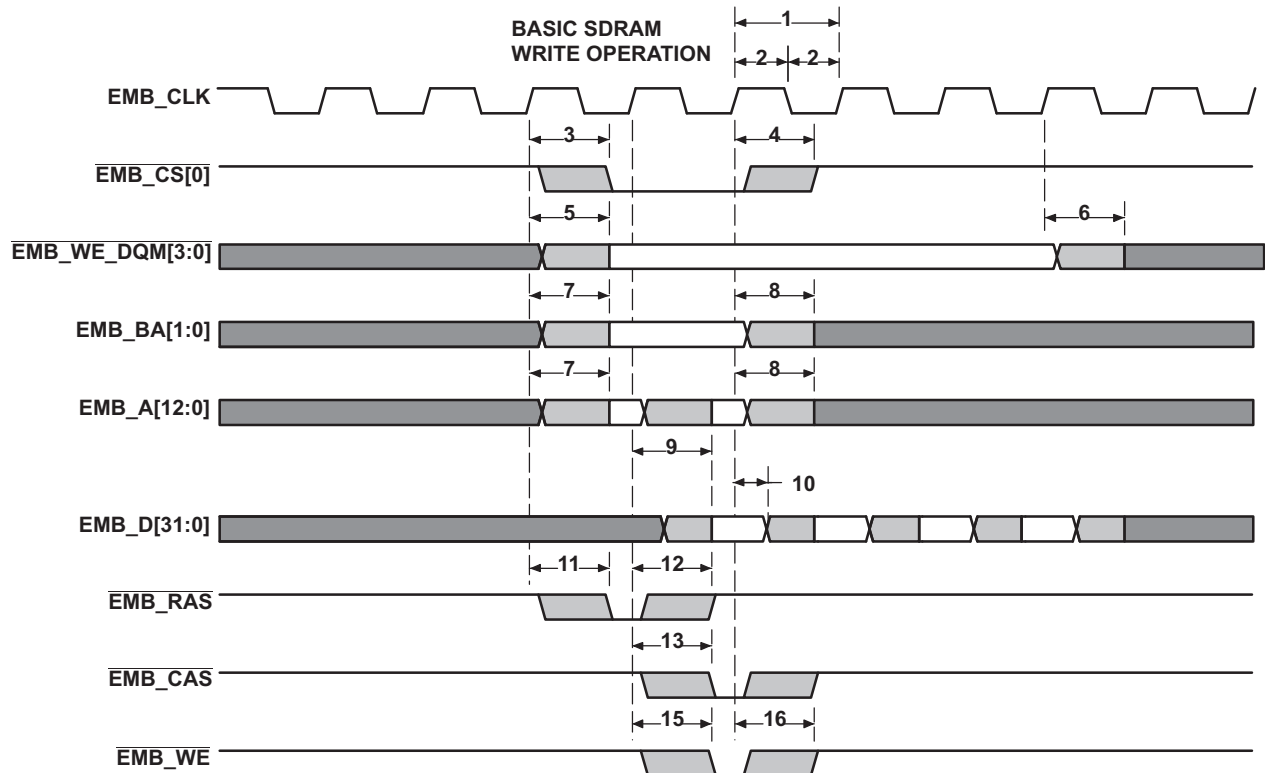 BASIC SDRAM
WRITE OPERATION
1
2 2
EMB_CLK
3 4
EMB_CS[0]
5 6
EMB_WE_DQM[3:0]
7 8
EMB_BA[1:0]
7 8
EMB_A[12:0]
9
10
EMB_D[31:0]
11 12
EMB_RAS
13
EMB_CAS
15 16
EMB_WE